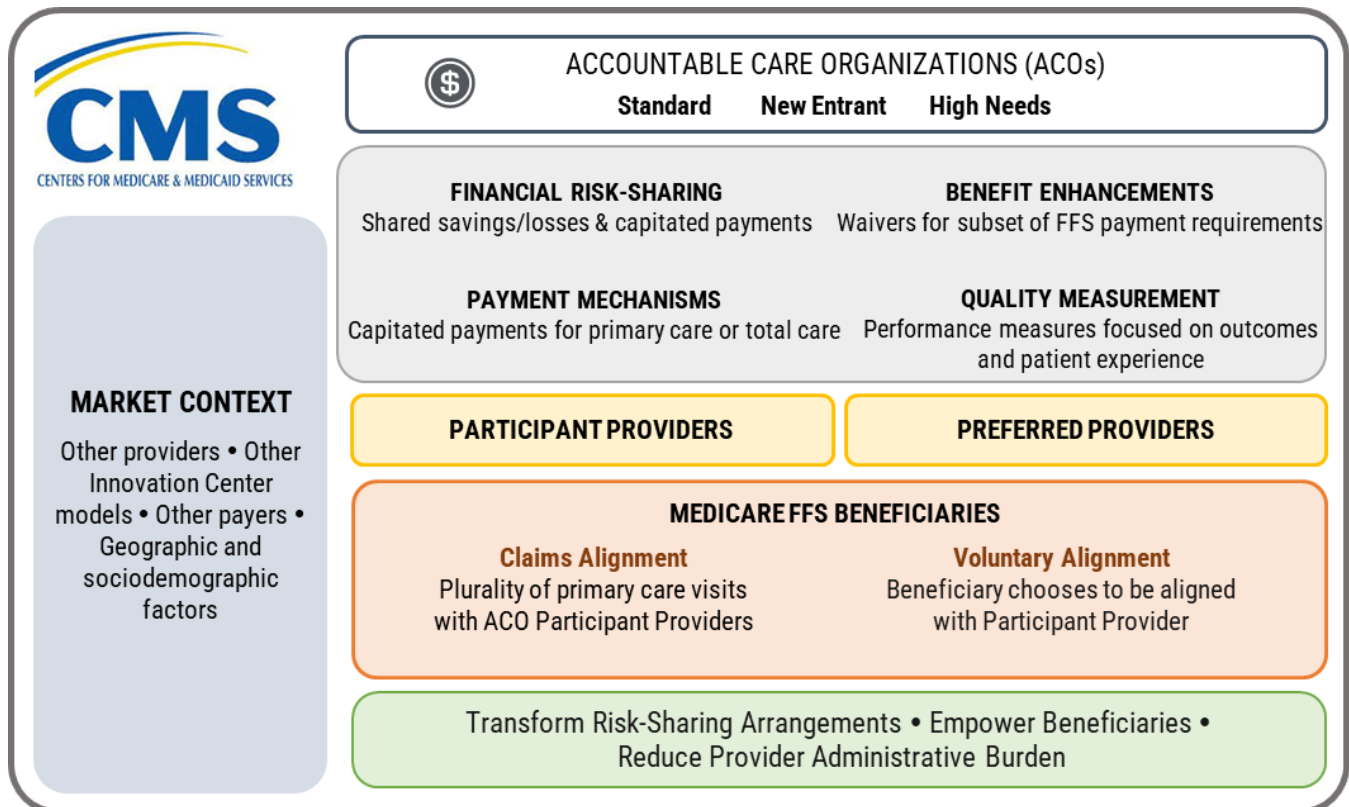 CMS
CENTERS FOR MEDICARE & MEDICAID SERVICES
MARKET CONTEXT
Other providers • Other
Innovation Center
models • Other payers •
Geographic and
sociodemographic
factors
$
ACCOUNTABLE CARE ORGANIZATIONS (ACOs)
Standard New Entrant High Needs
FINANCIAL RISK-SHARING
Shared savings/losses & capitated payments
BENEFIT ENHANCEMENTS
Waivers for subset of FFS payment requirements
PAYMENT MECHANISMS
Capitated payments for primary care or total care
QUALITY MEASUREMENT
Performance measures focused on outcomes
and patient experience
PARTICIPANT PROVIDERS
PREFERRED PROVIDERS
MEDICARE FFS BENEFICIARIES
Claims Alignment
Plurality of primary care visits
with ACO Participant Providers
Voluntary Alignment
Beneficiary chooses to be aligned
with Participant Provider
Transform Risk-Sharing Arrangements • Empower Beneficiaries •
Reduce Provider Administrative Burden